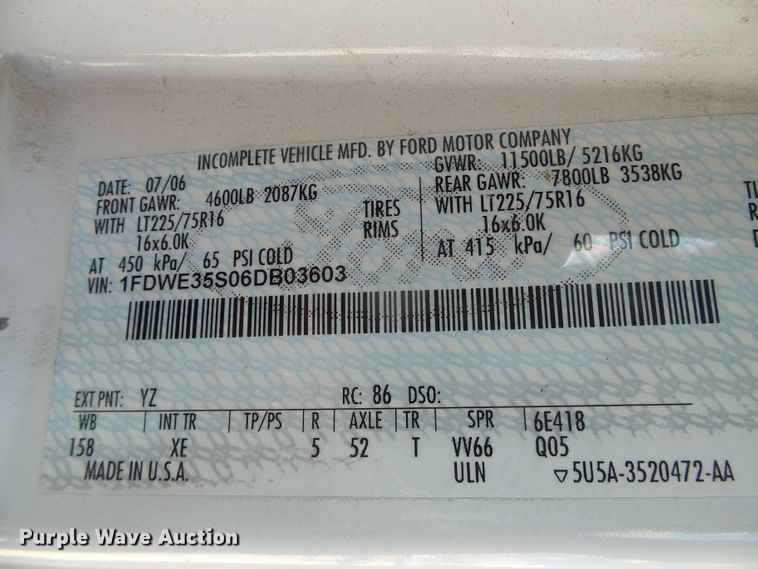 INCOMPLETE VEHICLE MFD. BY FORD MOTOR COMPANY
DATE: 07/06 GVWR: 11500LB/ 5216KG
FRONT GAWR: 4600LB 2087KG REAR GAWR: 7800LB 3538KG
WITH LT225/75R16 TIRES WITH LT225/75R16 TI
16x6.0K RIMS 16x6.0K
AT 450 kPa/ 65 PSI COLD AT 415 kPa/ 60 PSI COLD
VIN: 1FDWE35S06DB03603
EXT PNT: YZ RC: 86 DSO:
WB INT TR TP/PS R AXLE TR SPR 6E418
158 XE 5 52 T VV66 Q05
MADE IN U.S.A. ULN ▽5U5A-3520472-AA
Purple Wave Auction